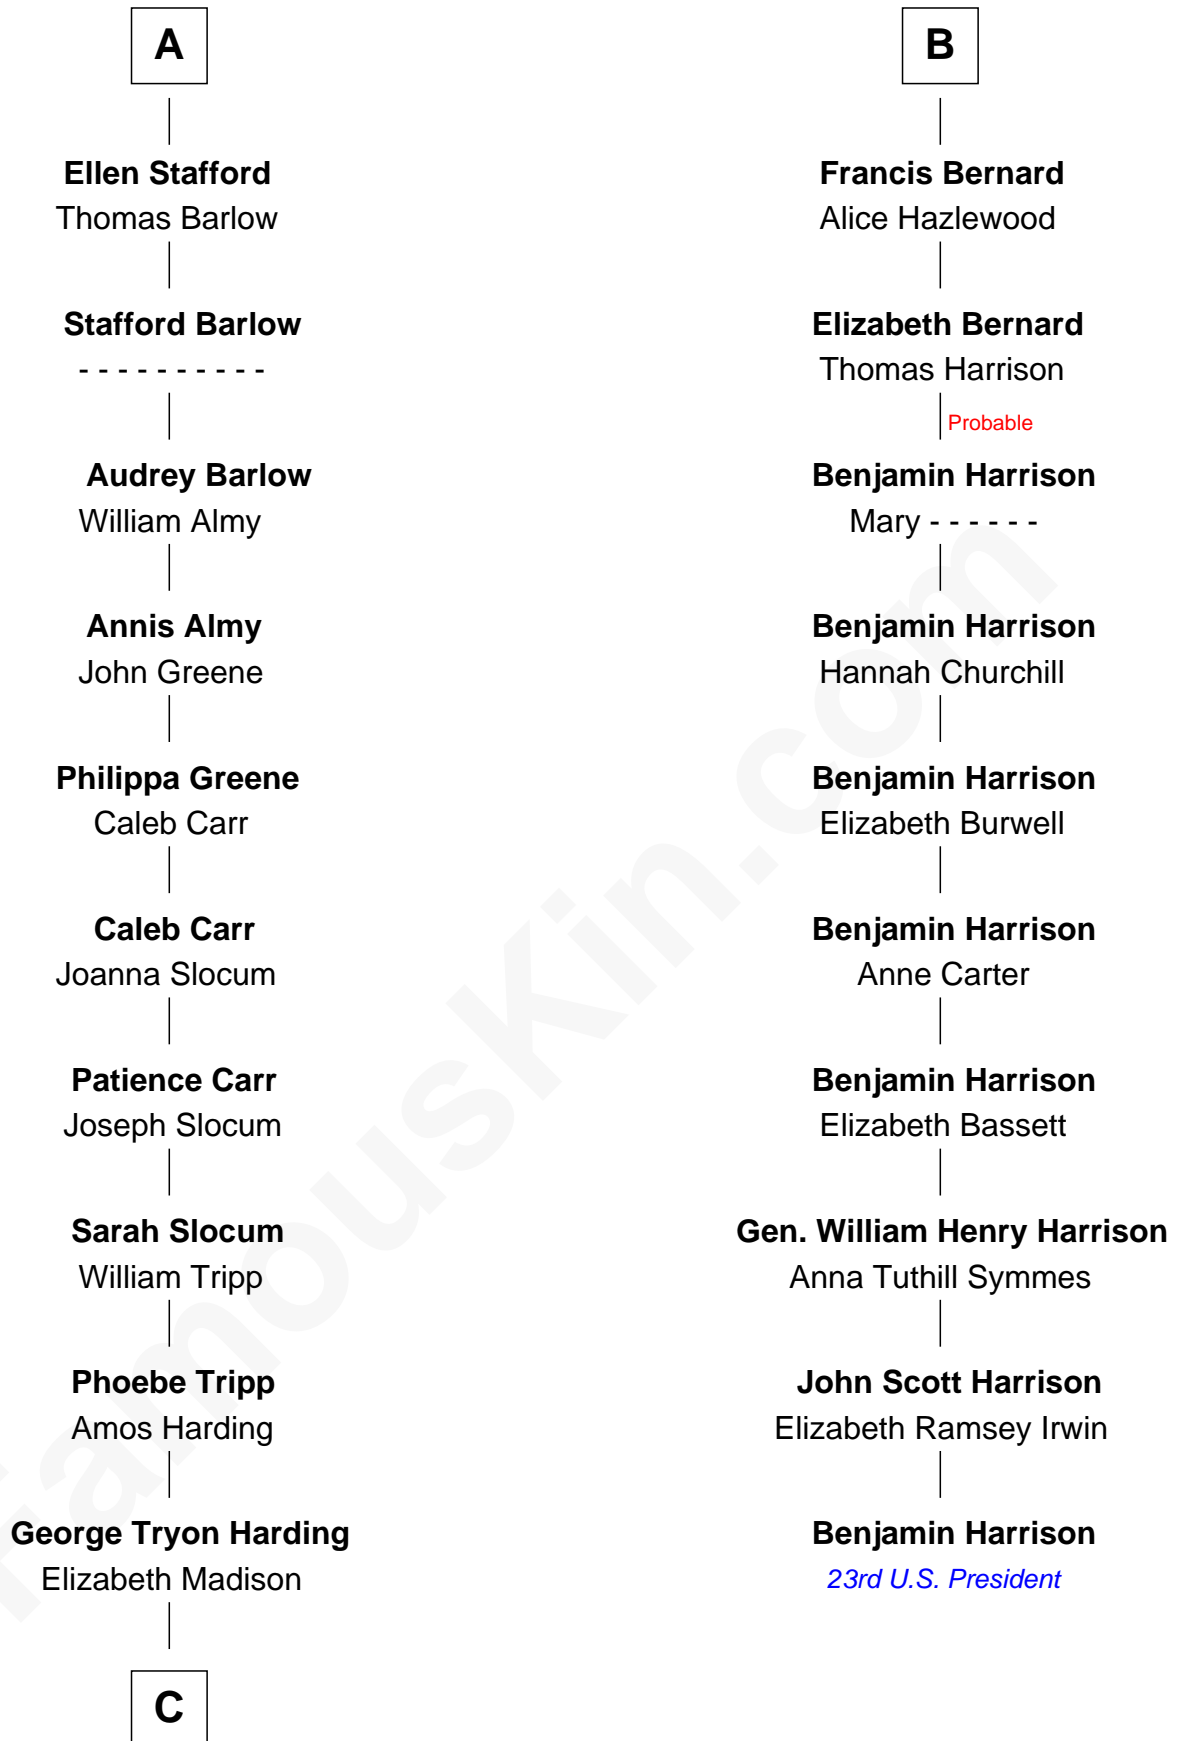 A
Ellen Stafford
Thomas Barlow
Stafford Barlow
- - - - - - - - - -
Audrey Barlow
William Almy
Annis Almy
John Greene
Philippa Greene
Caleb Carr
Caleb Carr
Joanna Slocum
Patience Carr
Joseph Slocum
Sarah Slocum
William Tripp
Phoebe Tripp
Amos Harding
George Tryon Harding
Elizabeth Madison
C
B
Francis Bernard
Alice Hazlewood
Elizabeth Bernard
Thomas Harrison
Probable
Benjamin Harrison
Mary - - - - - -
Benjamin Harrison
Hannah Churchill
Benjamin Harrison
Elizabeth Burwell
Benjamin Harrison
Anne Carter
Benjamin Harrison
Elizabeth Bassett
Gen. William Henry Harrison
Anna Tuthill Symmes
John Scott Harrison
Elizabeth Ramsey Irwin
Benjamin Harrison
23rd U.S. President
FamousKin.com